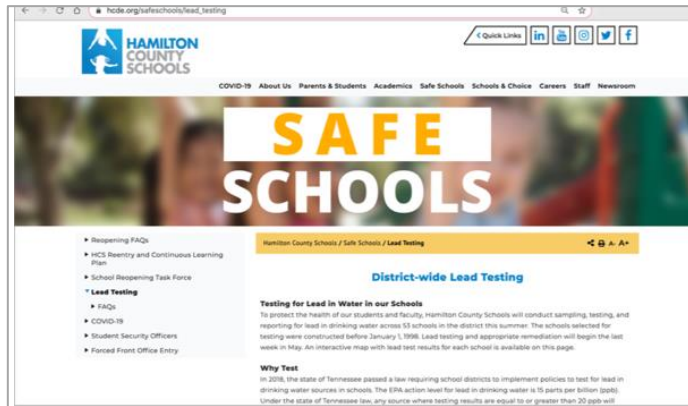 hcde.org/safeschools/lead_testing
HAMILTON
COUNTY
SCHOOLS
Quick Links
COVID-19 About Us Parents & Students Academics Safe Schools Schools & Choice Careers Staff Newsroom
SAFE
SCHOOLS
Reopening FAQs
HCS Reentry and Continuous Learning
Plan
School Reopening Task Force
Lead Testing
FAQs
COVID-19
Student Security Officers
Forced Front Office Entry
Hamilton County Schools / Safe Schools / Lead Testing
A- A+
District-wide Lead Testing
Testing for Lead in Water in our Schools
To protect the health of our students and faculty, Hamilton County Schools will conduct sampling, testing, and
reporting for lead in drinking water across 53 schools in the district this summer. The schools selected for
testing were constructed before January 1, 1998. Lead testing and appropriate remediation will begin the last
week in May. An interactive map with lead test results for each school is available on this page.
Why Test
In 2018, the state of Tennessee passed a law requiring school districts to implement policies to test for lead in
drinking water sources in schools. The EPA action level for lead in drinking water is 15 parts per billion (ppb).
Under the state of Tennessee law, any source where testing results are equal to or greater than 20 ppb will